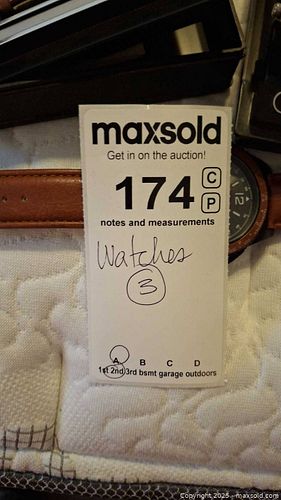 maxsold
Get in on the auction!
174 C
P
notes and measurements
Watches
3
A B C D
1st 2nd/3rd bsmt garage outdoors
12
Copyright 2025 - maxsold.com